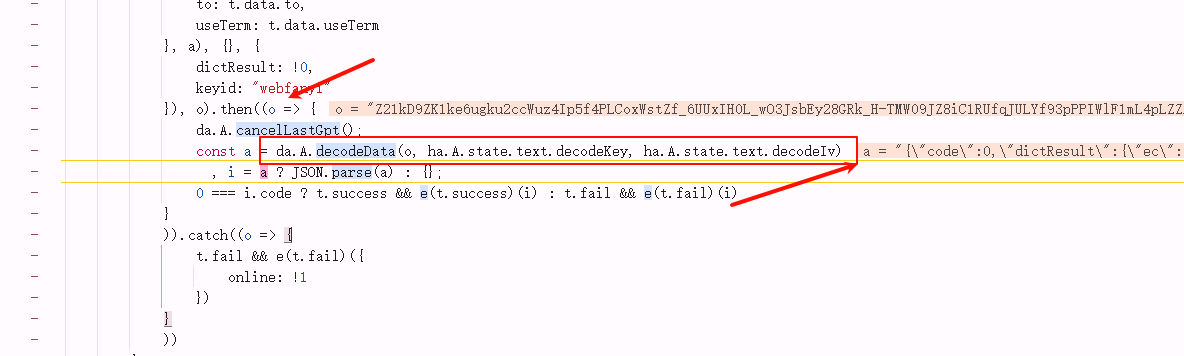 to: t.data.to,
useTerm: t.data.useTerm
}, a), {}, {
dictResult: !0,
keyid: "webfanyi"
}), o).then((o => { o = "Z21kD9ZK1ke6ugku2ccWuz4Ip5f4PLCoxWstZf_6UUxIH0L_wO3JsbEy28GRk_H-TMW09JZ8iC1RUfqJULYf93pPPIWlF1mL4pLZZ
da.A.cancelLastGpt();
const a = da.A.decodeData(o, ha.A.state.text.decodeKey, ha.A.state.text.decodeIv) a = "{\"code\":0,\"dictResult\":{\"ec\":
, i = a ? JSON.parse(a) : {};
0 === i.code ? t.success && e(t.success)(i) : t.fail && e(t.fail)(i)
}
)).catch((o => {
t.fail && e(t.fail)({
online: !1
})
}
))